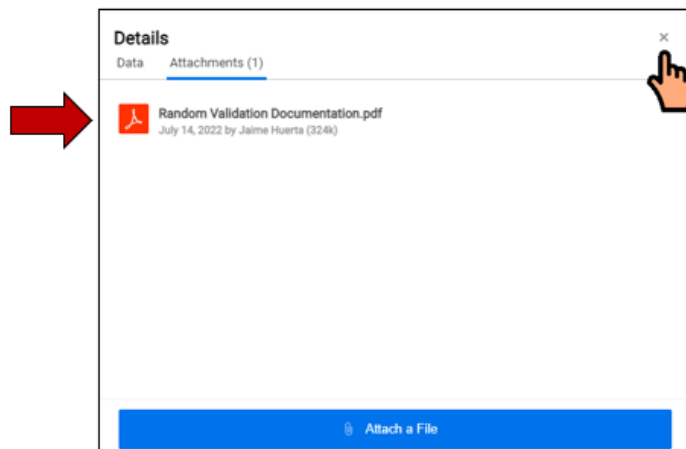 Details
Data Attachments (1)
Random Validation Documentation.pdf
July 14, 2022 by Jaime Huerta (324k)
Attach a File